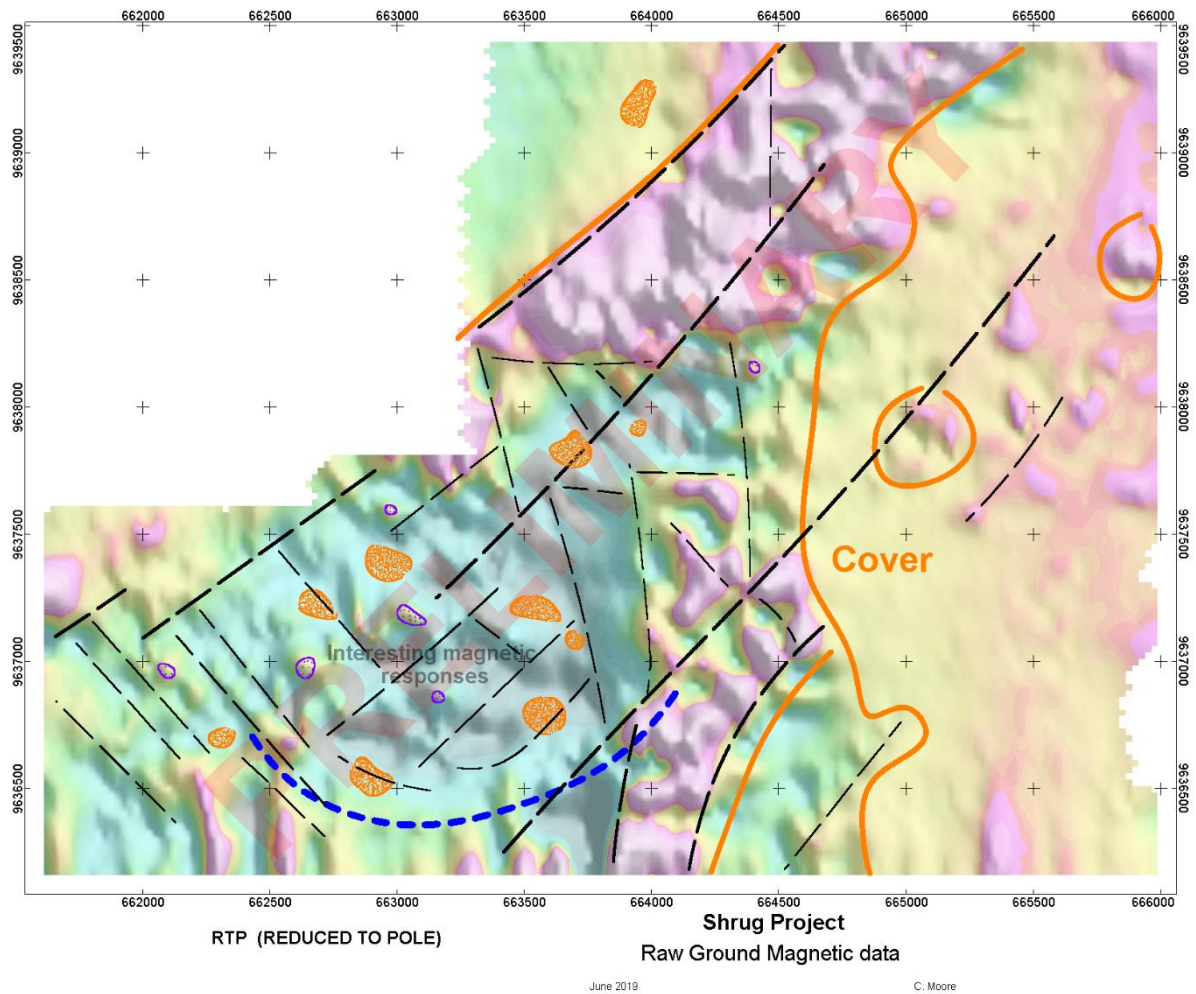 662000 662500 663000 663500 664000 664500 665000 665500 666000
9639500 9639500
9639000 9639000
9638500 9638500
9638000 9638000
9637500 9637500
9637000 9637000
9636500 9636500
PRELIMINARY
Cover
Interesting magnetic
responses
662000 662500 663000 663500 664000 664500 665000 665500 666000
RTP (REDUCED TO POLE)
Shrug Project
Raw Ground Magnetic data
June 2019 C. Moore